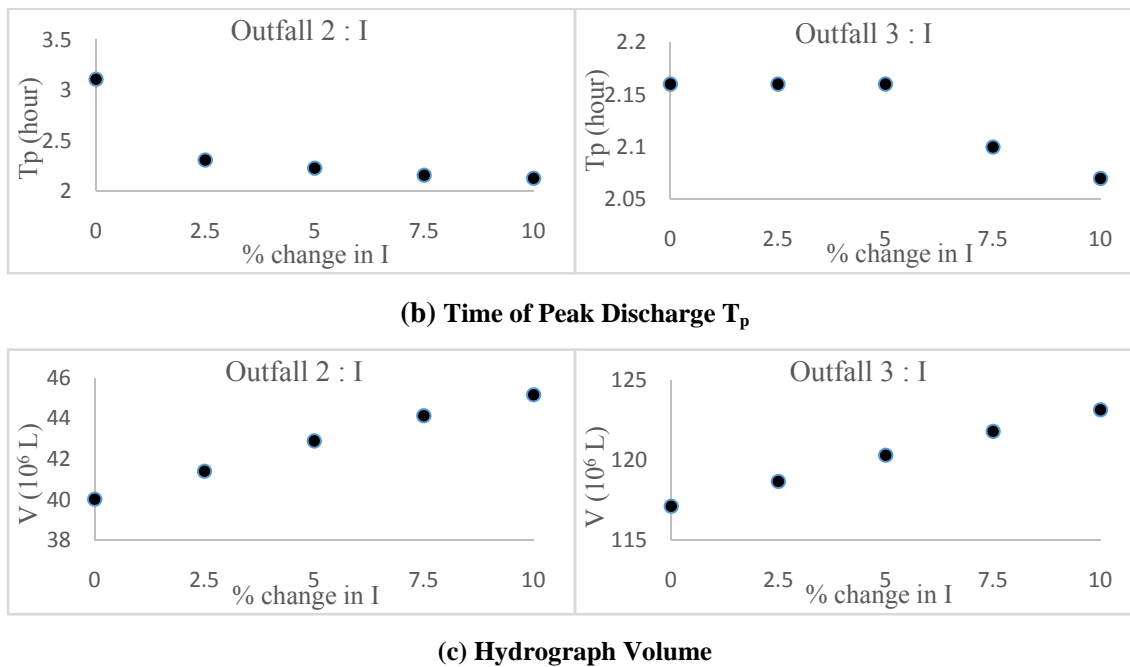 Outfall 2 : I
Tp (hour)
3.5
3
2.5
2
0 2.5 5 7.5 10
% change in I
Outfall 3 : I
Tp (hour)
2.2
2.15
2.1
2.05
0 2.5 5 7.5 10
% change in I
(b) Time of Peak Discharge Tₚ
Outfall 2 : I
V (10⁶ L)
46
44
42
40
38
0 2.5 5 7.5 10
% change in I
Outfall 3 : I
V (10⁶ L)
125
120
115
0 2.5 5 7.5 10
% change in I
(c) Hydrograph Volume